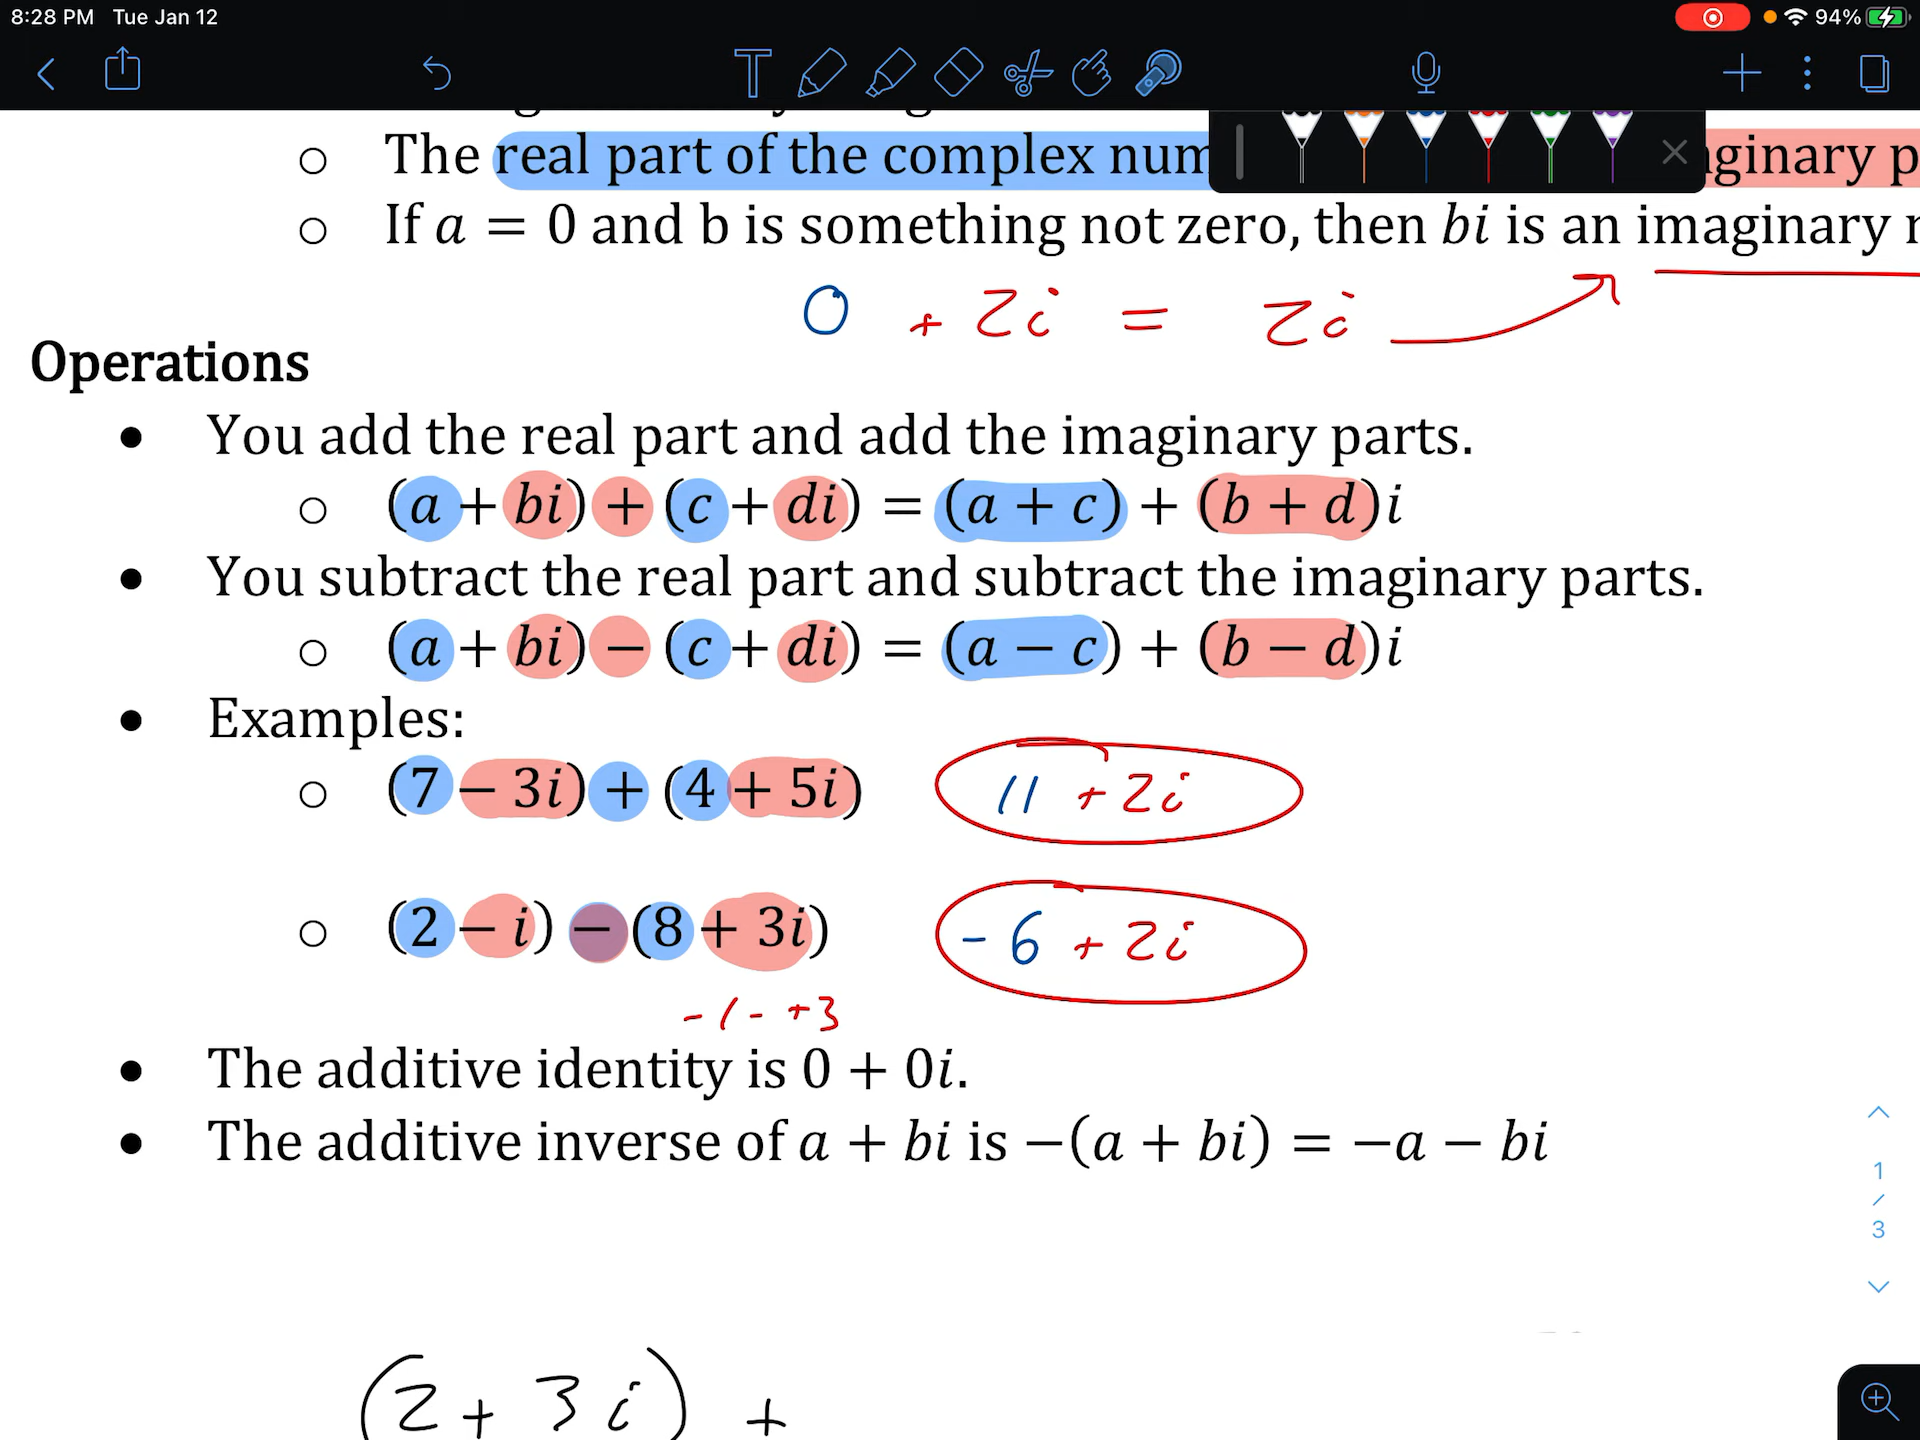 8:28 PM Tue Jan 12 94%
The real part of the complex num ginary p
If a = 0 and b is something not zero, then bi is an imaginary
0 + 2i = 2i
Operations
• You add the real part and add the imaginary parts.
○ (a + bi) + (c + di) = (a + c) + (b + d)i
• You subtract the real part and subtract the imaginary parts.
○ (a + bi) − (c + di) = (a − c) + (b − d)i
• Examples:
○ (7 − 3i) + (4 + 5i) 11 + 2i
○ (2 − i) − (8 + 3i) -6 + 2i
-1 - +3
• The additive identity is 0 + 0i.
• The additive inverse of a + bi is −(a + bi) = −a − bi
1
/
3
(2 + 3i) +